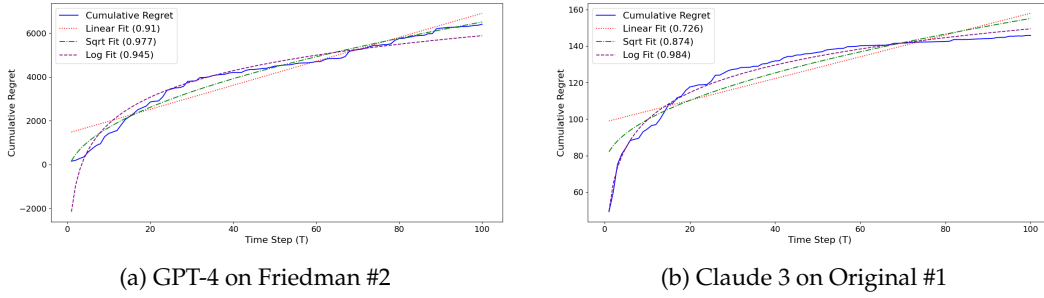 Cumulative Regret
Linear Fit (0.91)
Sqrt Fit (0.977)
Log Fit (0.945)
6000
4000
2000
0
−2000
Cumulative Regret
0
20
40
60
80
100
Time Step (T)
(a) GPT-4 on Friedman #2
Cumulative Regret
Linear Fit (0.726)
Sqrt Fit (0.874)
Log Fit (0.984)
160
140
120
100
80
60
Cumulative Regret
0
20
40
60
80
100
Time Step (T)
(b) Claude 3 on Original #1